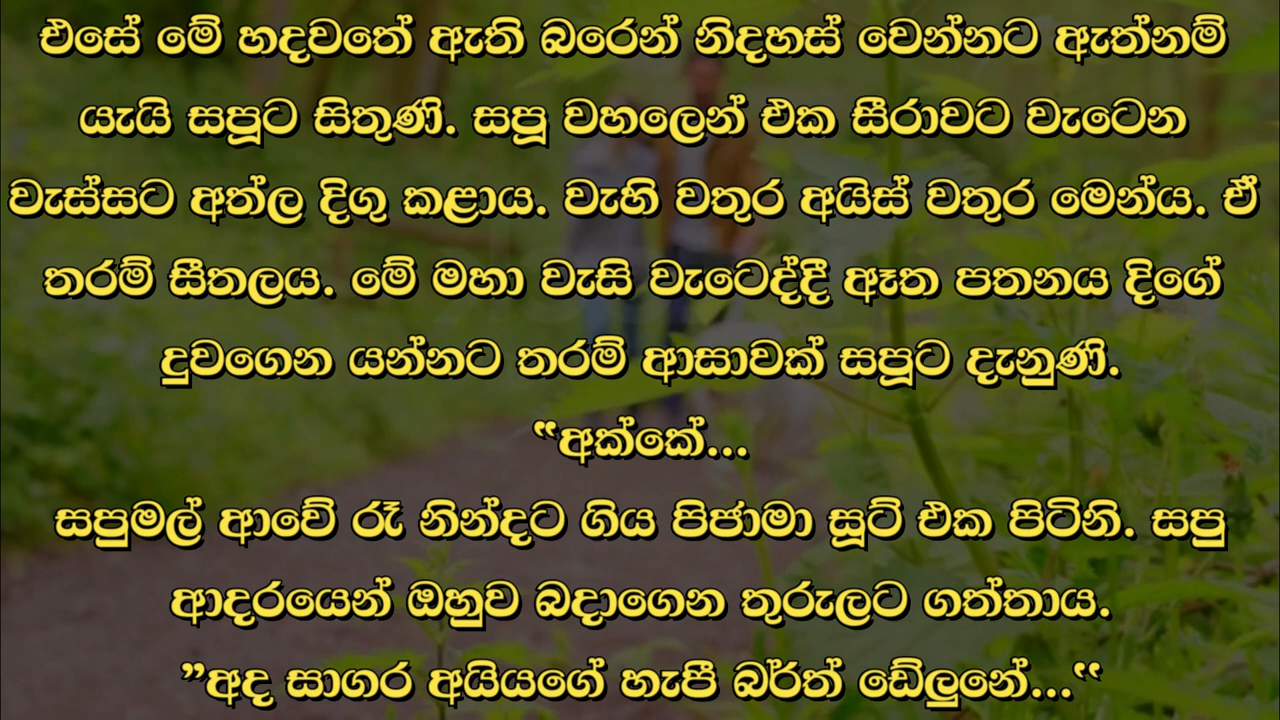 එසේ මේ හදවතේ ඇති බරෙන් නිදහස් වෙන්නට ඇත්නම්
යැයි සපූට සිතුණි. සපූ වහලෙන් එක සීරාවට වැටෙන
වැස්සට අත්ල දිගු කළාය. වැහි වතුර අයිස් වතුර මෙන්ය. ඒ
තරම් සීතලය. මේ මහා වැසි වැටෙද්දී ඈත පතනය දිගේ
දුවගෙන යන්නට තරම් ආසාවක් සපූට දැනුණි.
“අක්කේ...
සපුමල් ආවේ රෑ නින්දට ගිය පිජාමා සූට් එක පිටිනි. සපු
ආදරයෙන් ඔහුව බදාගෙන තුරුලට ගත්තාය.
”අද සාගර අයියගේ හැපී බර්ත් ඩේලුනේ...“